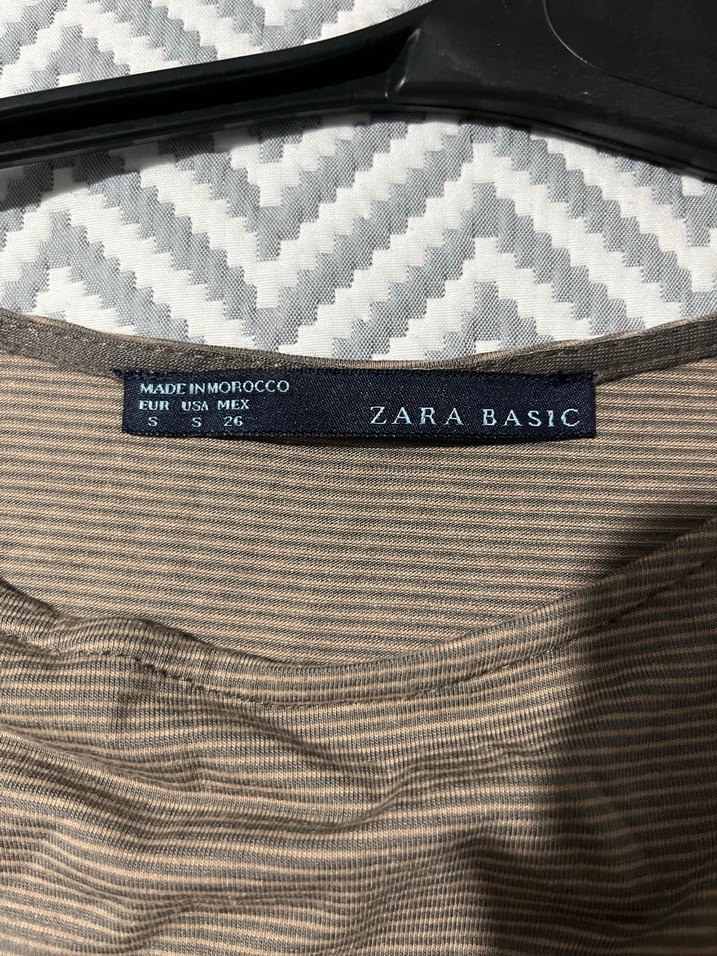 MADE IN MOROCCO
EUR USA MEX
S S 26
ZARA BASIC